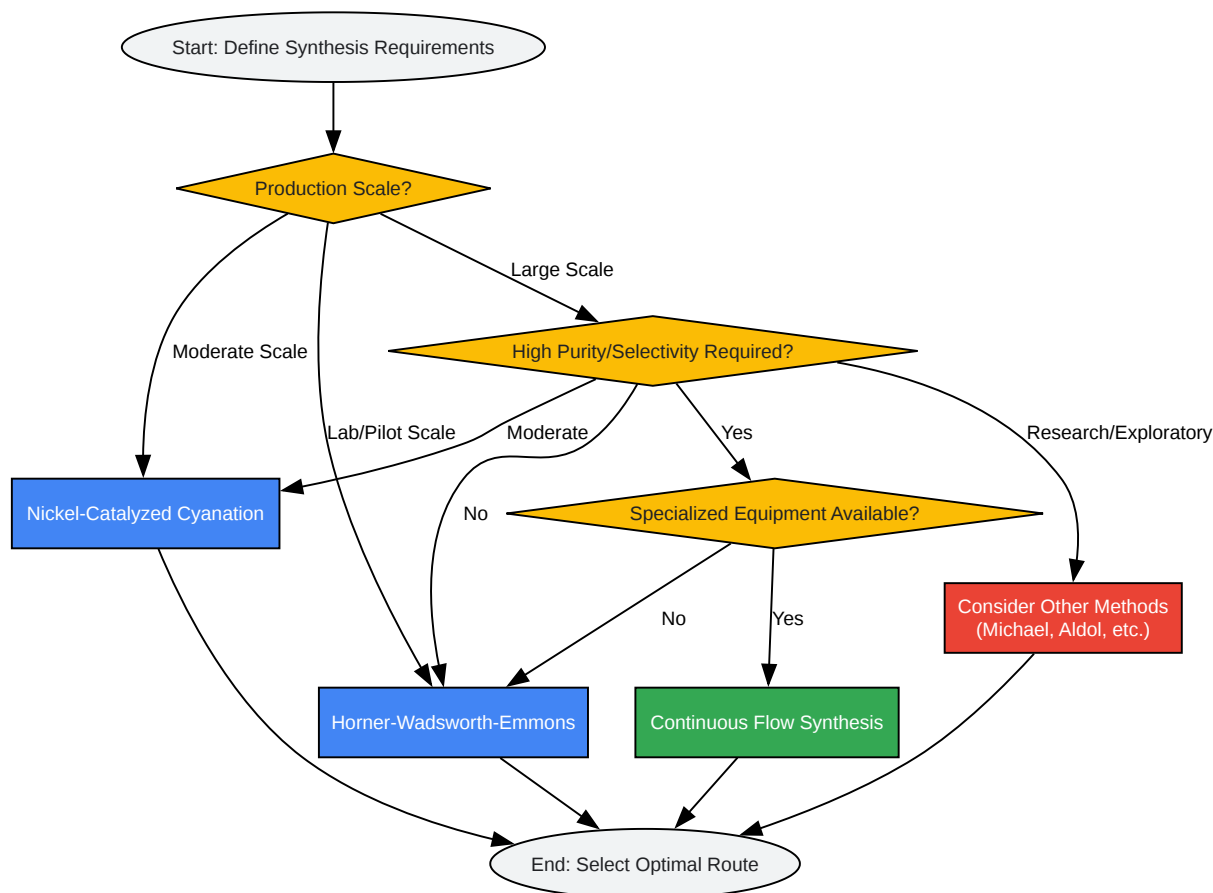 Start: Define Synthesis Requirements
Production Scale?
Large Scale
High Purity/Selectivity Required?
Moderate Scale
Lab/Pilot Scale
Moderate
Yes
Research/Exploratory
Nickel-Catalyzed Cyanation
No
Specialized Equipment Available?
No
Yes
Consider Other Methods
(Michael, Aldol, etc.)
Horner-Wadsworth-Emmons
Continuous Flow Synthesis
End: Select Optimal Route